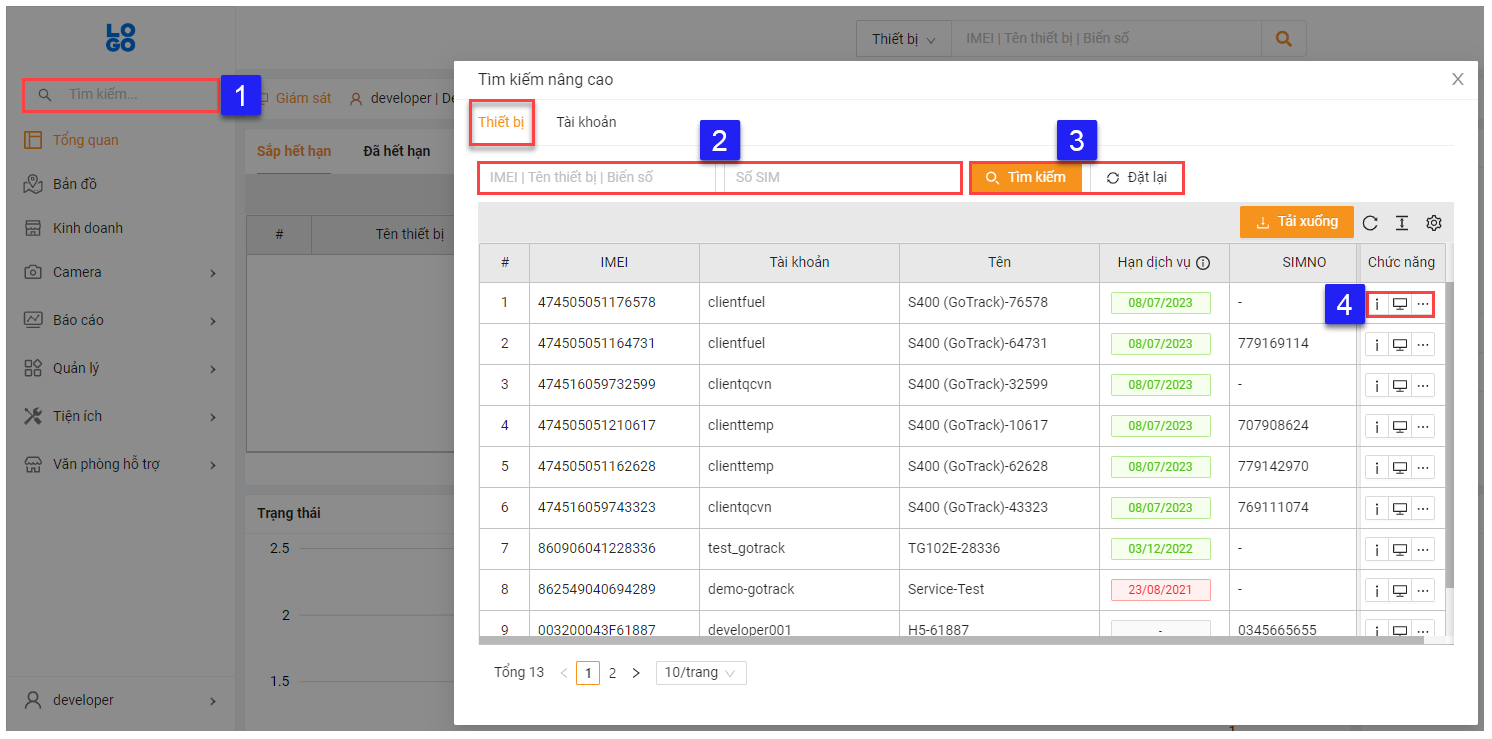 LO
GO
Thiết bị
IMEI | Tên thiết bị | Biển số
Tìm kiếm...
1
Giám sát
developer | De
Tổng quan
Bản đồ
Kinh doanh
Camera
Báo cáo
Quản lý
Tiện ích
Văn phòng hỗ trợ
developer
Sắp hết hạn
Đã hết hạn
#
Tên thiết bị
Trạng thái
2.5
2
1.5
Tìm kiếm nâng cao
X
Thiết bị
Tài khoản
2
3
IMEI | Tên thiết bị | Biển số
Số SIM
Tìm kiếm
Đặt lại
Tải xuống
# IMEI Tài khoản Tên Hạn dịch vụ SIMNO Chức năng
1 474505051176578 clientfuel S400 (GoTrack)-76578 08/07/2023 - 4 i ...
2 474505051164731 clientfuel S400 (GoTrack)-64731 08/07/2023 779169114 i ...
3 474516059732599 clientqcvn S400 (GoTrack)-32599 08/07/2023 - i ...
4 474505051210617 clienttemp S400 (GoTrack)-10617 08/07/2023 707908624 i ...
5 474505051162628 clienttemp S400 (GoTrack)-62628 08/07/2023 779142970 i ...
6 474516059743323 clientqcvn S400 (GoTrack)-43323 08/07/2023 769111074 i ...
7 860906041228336 test_gotrack TG102E-28336 03/12/2022 - i ...
8 862549040694289 demo-gotrack Service-Test 23/08/2021 - i ...
9 003200043F61887 developer001 H5-61887 - 0345665655 i ...
Tổng 13 < 1 2 > 10/trang